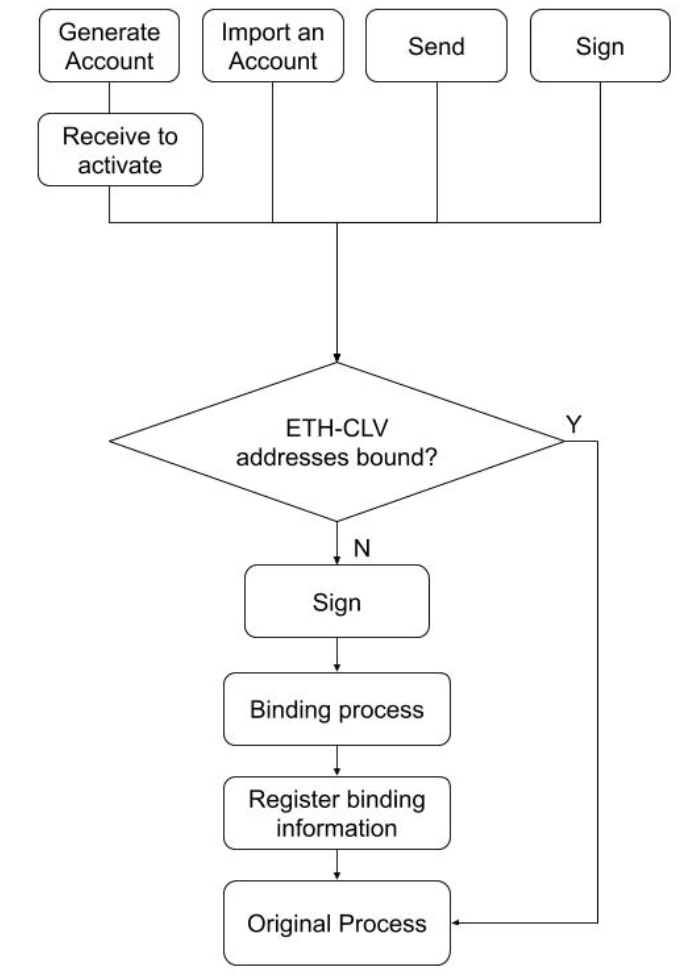 Generate
Account
Import an
Account
Send
Sign
Receive to
activate
ETH-CLV
addresses bound?
Y
N
Sign
Binding process
Register binding
information
Original Process